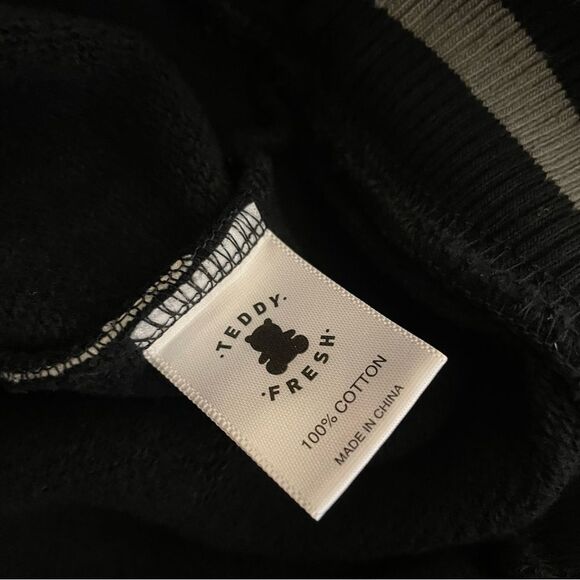 ·TEDDY·
·FRESH·
100% COTTON
MADE IN CHINA